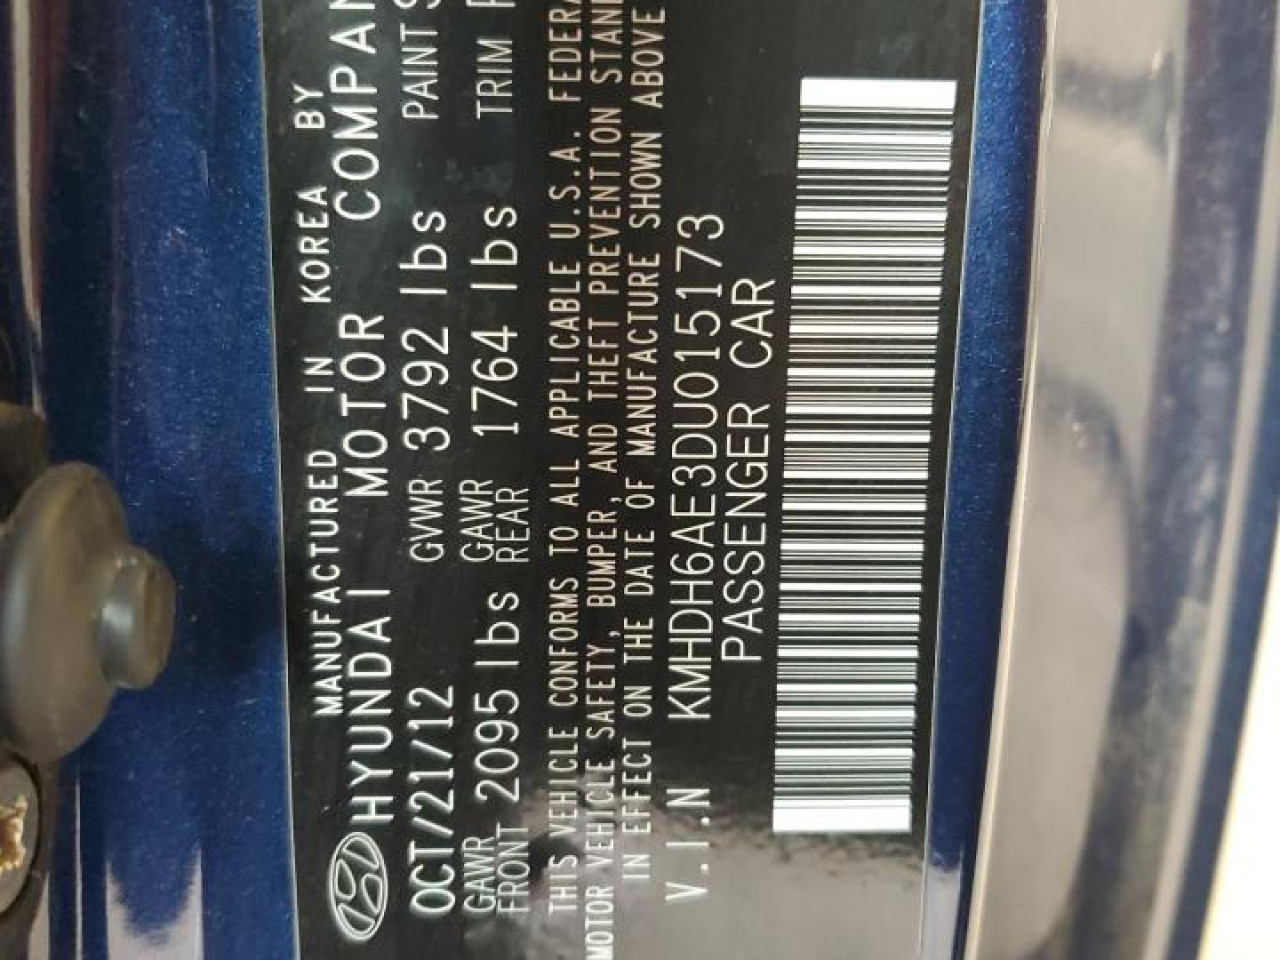 MANUFACTURED IN KOREA BY
HYUNDAI MOTOR COMPAN
OCT/21/12 GVWR 3792 lbs PAINT
GAWR FRONT 2095 lbs GAWR REAR 1764 lbs TRIM
THIS VEHICLE CONFORMS TO ALL APPLICABLE U.S.A. FEDERA
MOTOR VEHICLE SAFETY, BUMPER, AND THEFT PREVENTION STAN
IN EFFECT ON THE DATE OF MANUFACTURE SHOWN ABOVE
V.I.N KMHDH6AE3DU015173
PASSENGER CAR